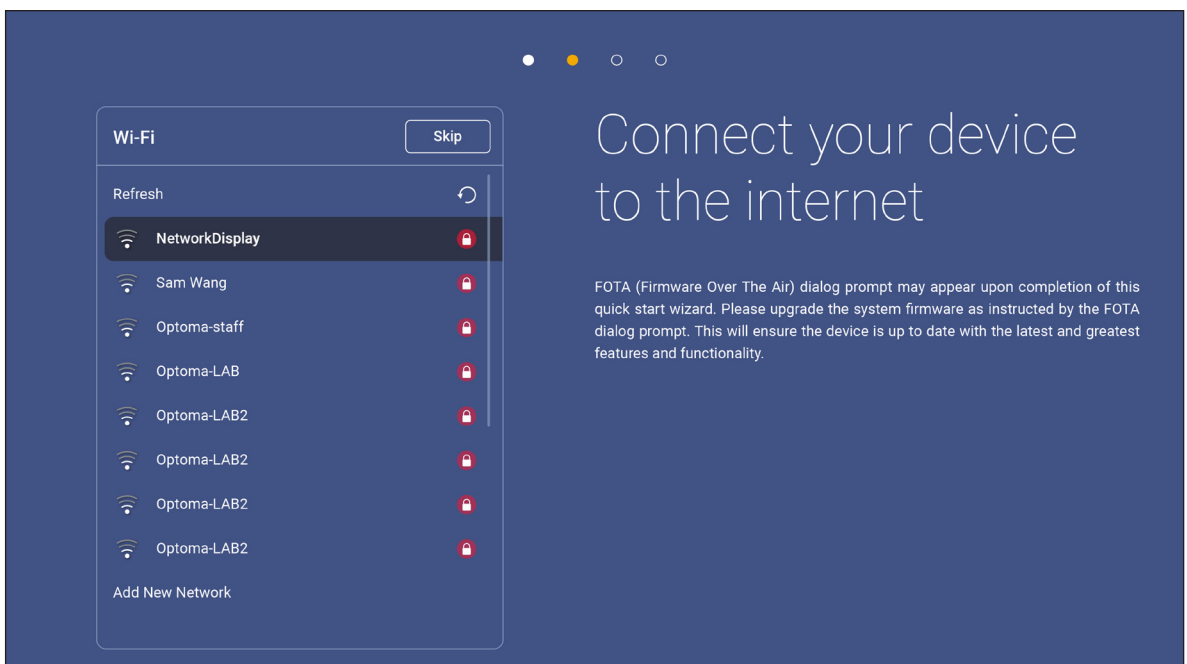 Wi-Fi
Skip
Refresh
NetworkDisplay
Sam Wang
Optoma-staff
Optoma-LAB
Optoma-LAB2
Optoma-LAB2
Optoma-LAB2
Optoma-LAB2
Add New Network
Connect your device
to the internet
FOTA (Firmware Over The Air) dialog prompt may appear upon completion of this
quick start wizard. Please upgrade the system firmware as instructed by the FOTA
dialog prompt. This will ensure the device is up to date with the latest and greatest
features and functionality.